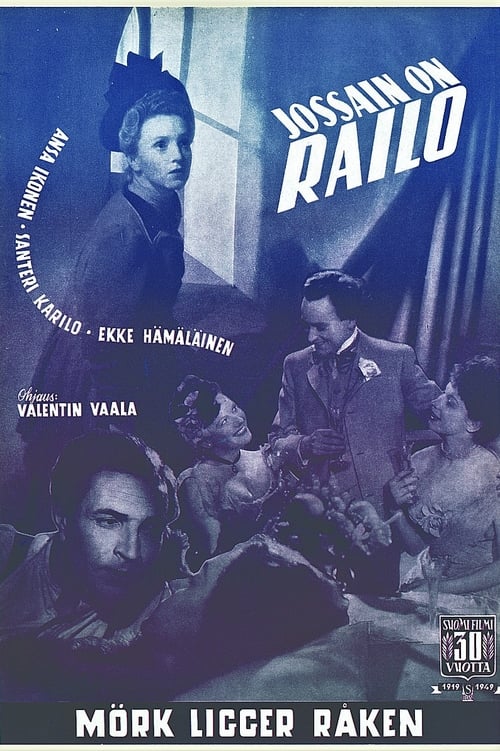 JOSSAIN ON
RAILO
ANSA IKONEN · SANTERI KARILO · EKKE HÄMÄLÄINEN
Ohjaus:
VALENTIN VAALA
SUOMI FILMI
30
VUOTTA
1919 S 1949
MÖRK LIGGER RÅKEN